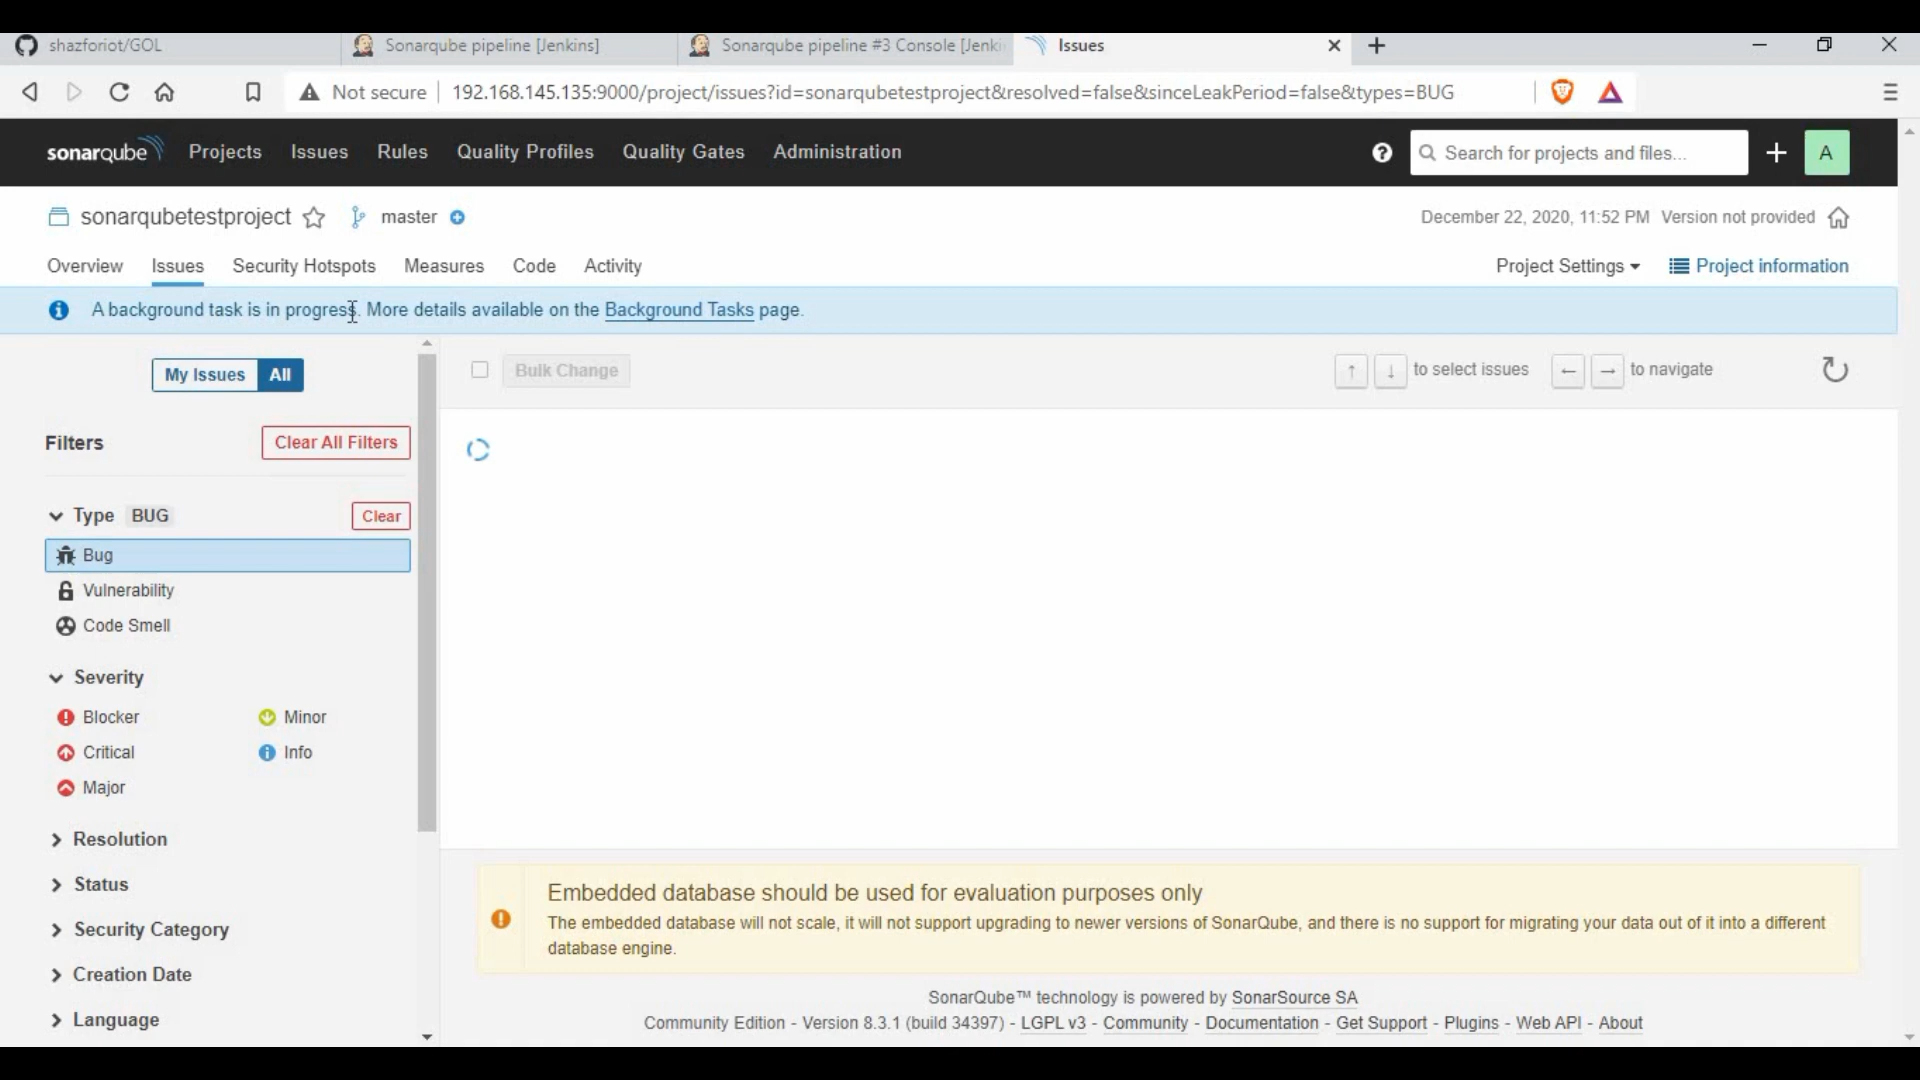 shazforiot/GOL
Sonarqube pipeline [Jenkins]
Sonarqube pipeline #3 Console [Jenki
Issues
Not secure
192.168.145.135:9000/project/issues?id=sonarqubetestproject&resolved=false&sinceLeakPeriod=false&types=BUG
sonarqube
Projects
Issues
Rules
Quality Profiles
Quality Gates
Administration
Search for projects and files...
A
sonarqubetestproject
master
December 22, 2020, 11:52 PM
Version not provided
Overview
Issues
Security Hotspots
Measures
Code
Activity
Project Settings
Project information
A background task is in progress. More details available on the Background Tasks page.
My Issues
All
Bulk Change
↑ ↓ to select issues
← → to navigate
Filters
Clear All Filters
Type
BUG
Clear
Bug
Vulnerability
Code Smell
Severity
Blocker
Minor
Critical
Info
Major
Resolution
Status
Security Category
Creation Date
Language
Embedded database should be used for evaluation purposes only
The embedded database will not scale, it will not support upgrading to newer versions of SonarQube, and there is no support for migrating your data out of it into a different
database engine.
SonarQube™ technology is powered by SonarSource SA
Community Edition - Version 8.3.1 (build 34397) - LGPL v3 - Community - Documentation - Get Support - Plugins - Web API - About